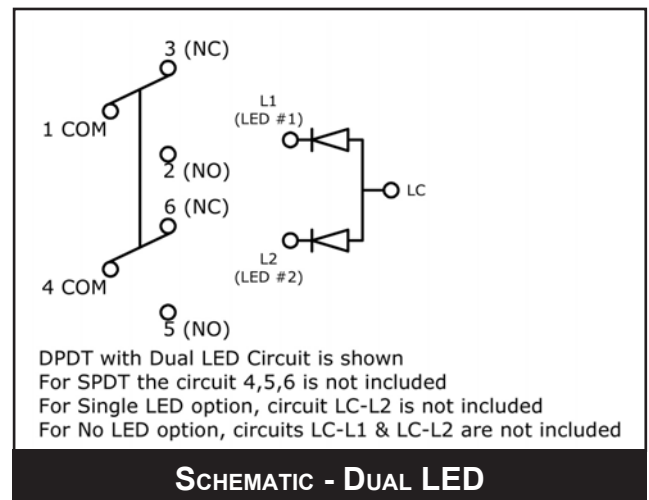 3 (NC)
1 COM
L1
(LED #1)
2 (NO)
6 (NC)
LC
4 COM
L2
(LED #2)
5 (NO)
DPDT with Dual LED Circuit is shown
For SPDT the circuit 4,5,6 is not included
For Single LED option, circuit LC-L2 is not included
For No LED option, circuits LC-L1 & LC-L2 are not included
SCHEMATIC - DUAL LED